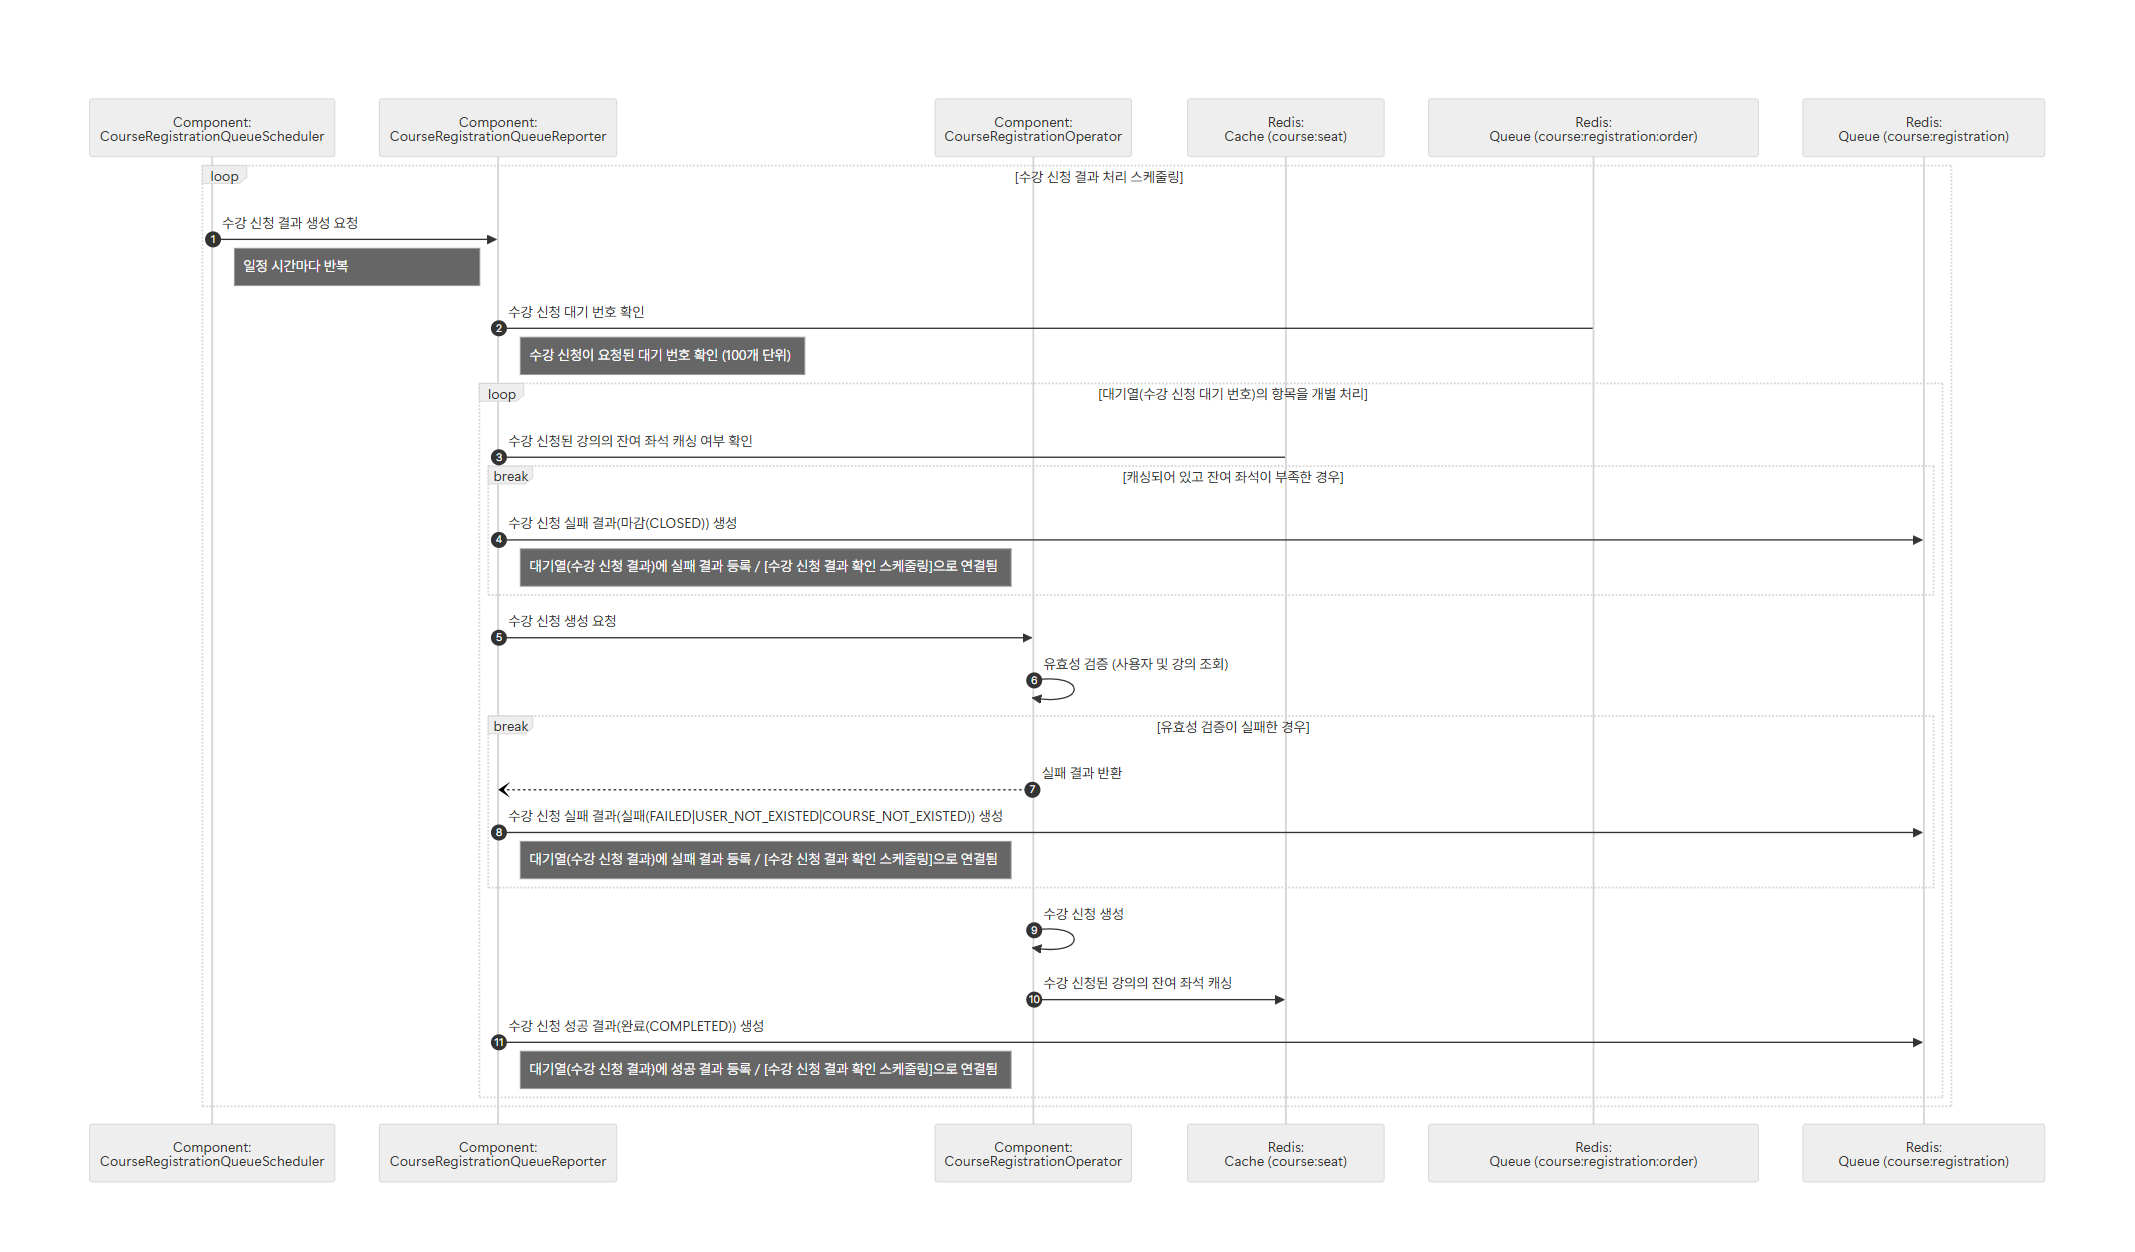 Component:
CourseRegistrationQueueScheduler
Component:
CourseRegistrationQueueReporter
Component:
CourseRegistrationOperator
Redis:
Cache (course:seat)
Redis:
Queue (course:registration:order)
Redis:
Queue (course:registration)
loop
[수강 신청 결과 처리 스케줄링]
수강 신청 결과 생성 요청
1
일정 시간마다 반복
수강 신청 대기 번호 확인
2
수강 신청이 요청된 대기 번호 확인 (100개 단위)
loop
[대기열(수강 신청 대기 번호)의 항목을 개별 처리]
수강 신청된 강의의 잔여 좌석 캐싱 여부 확인
3
break
[캐싱되어 있고 잔여 좌석이 부족한 경우]
수강 신청 실패 결과(마감(CLOSED)) 생성
4
대기열(수강 신청 결과)에 실패 결과 등록 / [수강 신청 결과 확인 스케줄링]으로 연결됨
수강 신청 생성 요청
5
유효성 검증 (사용자 및 강의 조회)
6
break
[유효성 검증이 실패한 경우]
실패 결과 반환
7
수강 신청 실패 결과(실패(FAILED|USER_NOT_EXISTED|COURSE_NOT_EXISTED)) 생성
8
대기열(수강 신청 결과)에 실패 결과 등록 / [수강 신청 결과 확인 스케줄링]으로 연결됨
수강 신청 생성
9
수강 신청된 강의의 잔여 좌석 캐싱
10
수강 신청 성공 결과(완료(COMPLETED)) 생성
11
대기열(수강 신청 결과)에 성공 결과 등록 / [수강 신청 결과 확인 스케줄링]으로 연결됨
Component:
CourseRegistrationQueueScheduler
Component:
CourseRegistrationQueueReporter
Component:
CourseRegistrationOperator
Redis:
Cache (course:seat)
Redis:
Queue (course:registration:order)
Redis:
Queue (course:registration)